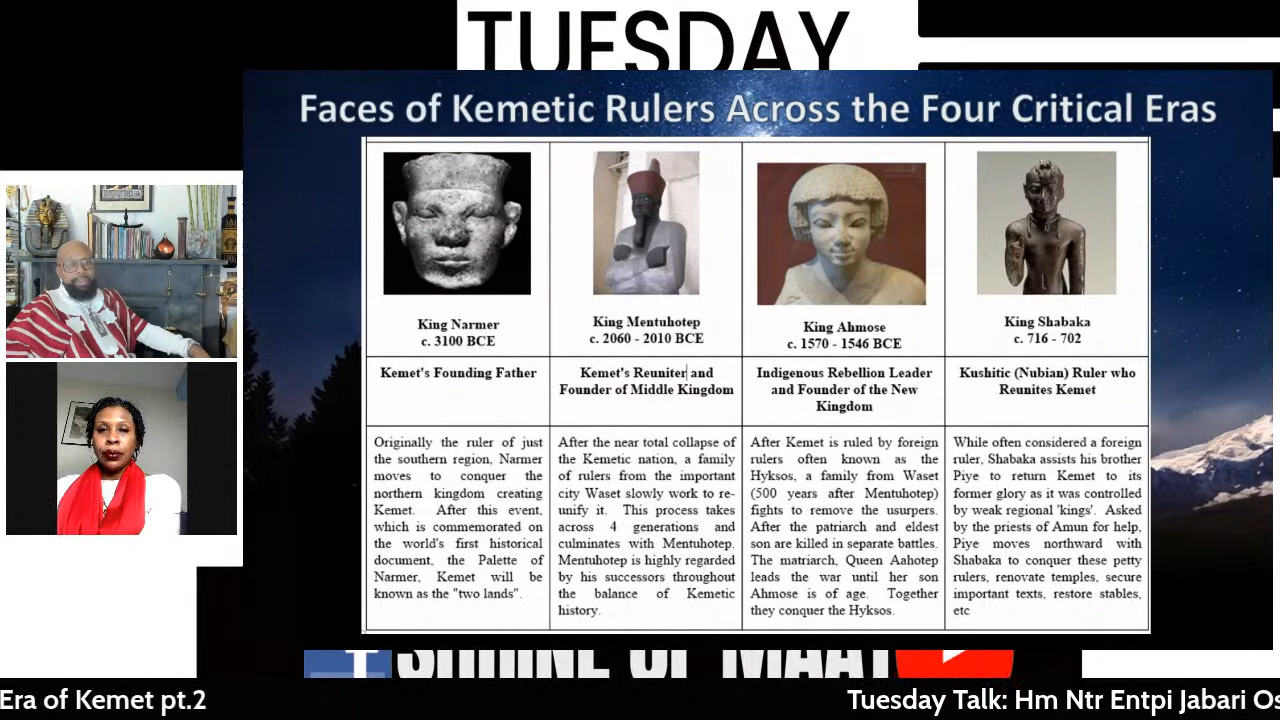 TUESDAY
Faces of Kemetic Rulers Across the Four Critical Eras
King Narmer
c. 3100 BCE
King Mentuhotep
c. 2060 - 2010 BCE
King Ahmose
c. 1570 - 1546 BCE
King Shabaka
c. 716 - 702
Kemet's Founding Father
Kemet's Reuniter and
Founder of Middle Kingdom
Indigenous Rebellion Leader
and Founder of the New
Kingdom
Kushitic (Nubian) Ruler who
Reunites Kemet
Originally the ruler of just
the southern region, Narmer
moves to conquer the
northern kingdom creating
Kemet. After this event,
which is commemorated on
the world's first historical
document, the Palette of
Narmer, Kemet will be
known as the "two lands".
After the near total collapse of
the Kemetic nation, a family
of rulers from the important
city Waset slowly work to re-
unify it. This process takes
across 4 generations and
culminates with Mentuhotep.
Mentuhotep is highly regarded
by his successors throughout
the balance of Kemetic
history.
After Kemet is ruled by foreign
rulers often known as the
Hyksos, a family from Waset
(500 years after Mentuhotep)
fights to remove the usurpers.
After the patriarch and eldest
son are killed in separate battles.
The matriarch, Queen Aahotep
leads the war until her son
Ahmose is of age. Together
they conquer the Hyksos.
While often considered a foreign
ruler, Shabaka assists his brother
Piye to return Kemet to its
former glory as it was controlled
by weak regional 'kings'. Asked
by the priests of Amun for help,
Piye moves northward with
Shabaka to conquer these petty
rulers, renovate temples, secure
important texts, restore stables,
etc
SHRINE OF MAAT
Era of Kemet pt.2
Tuesday Talk: Hm Ntr Entpi Jabari Os